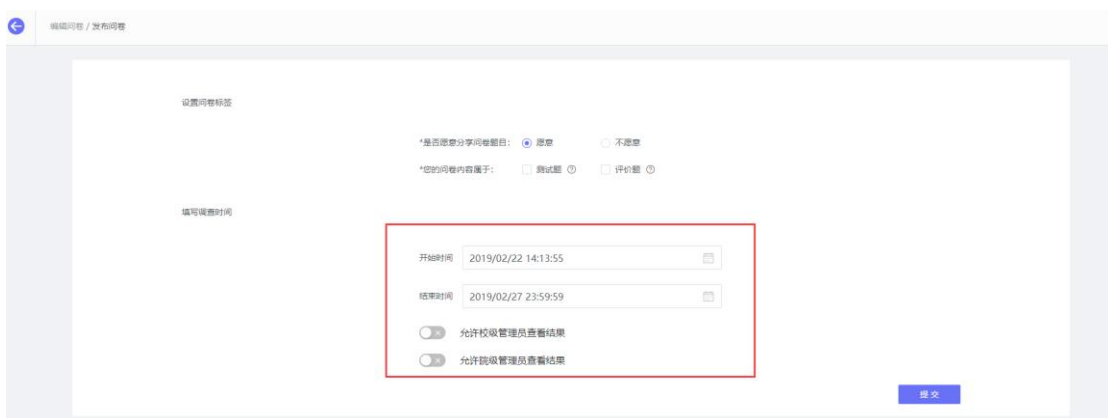 编辑问卷 / 发布问卷
设置问卷标签
*是否愿意分享问卷题目: 愿意 不愿意
*您的问卷内容属于: 测试题 ? 评价题 ?
填写调查时间
开始时间 2019/02/22 14:13:55
结束时间 2019/02/27 23:59:59
允许校级管理员查看结果
允许院级管理员查看结果
提 交